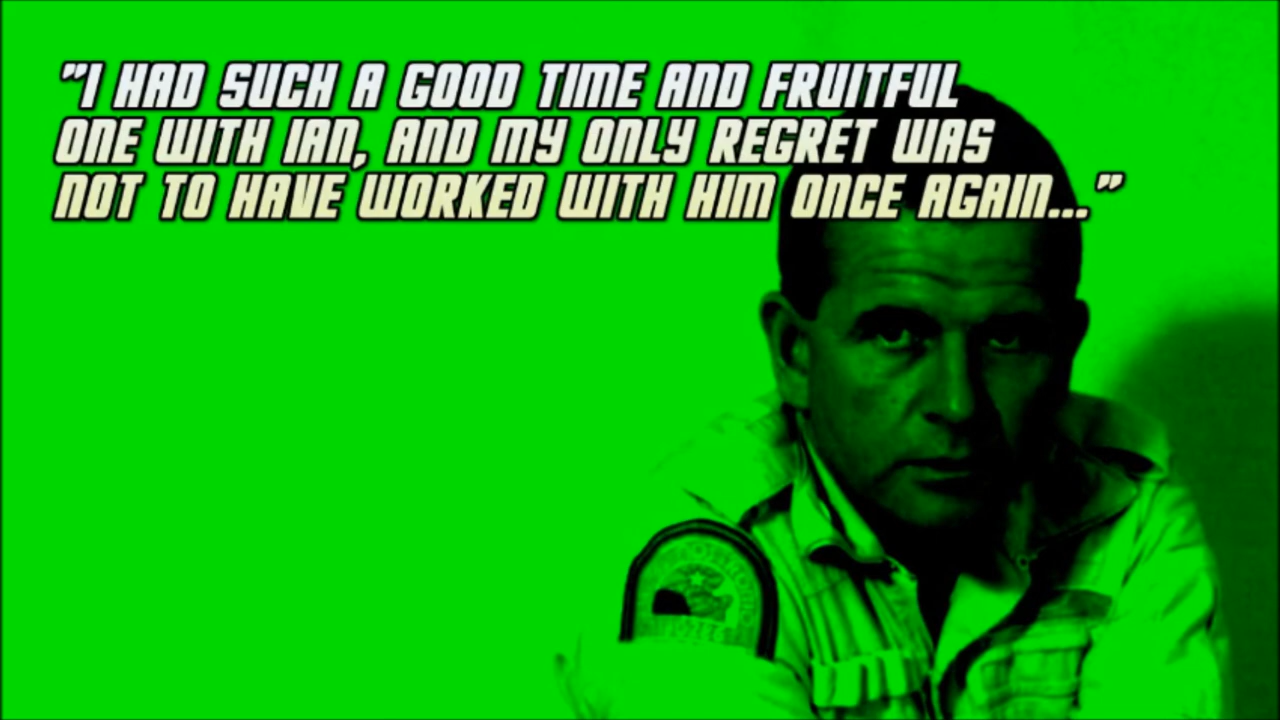 "I HAD SUCH A GOOD TIME AND FRUITFUL
ONE WITH IAN, AND MY ONLY REGRET WAS
NOT TO HAVE WORKED WITH HIM ONCE AGAIN..."